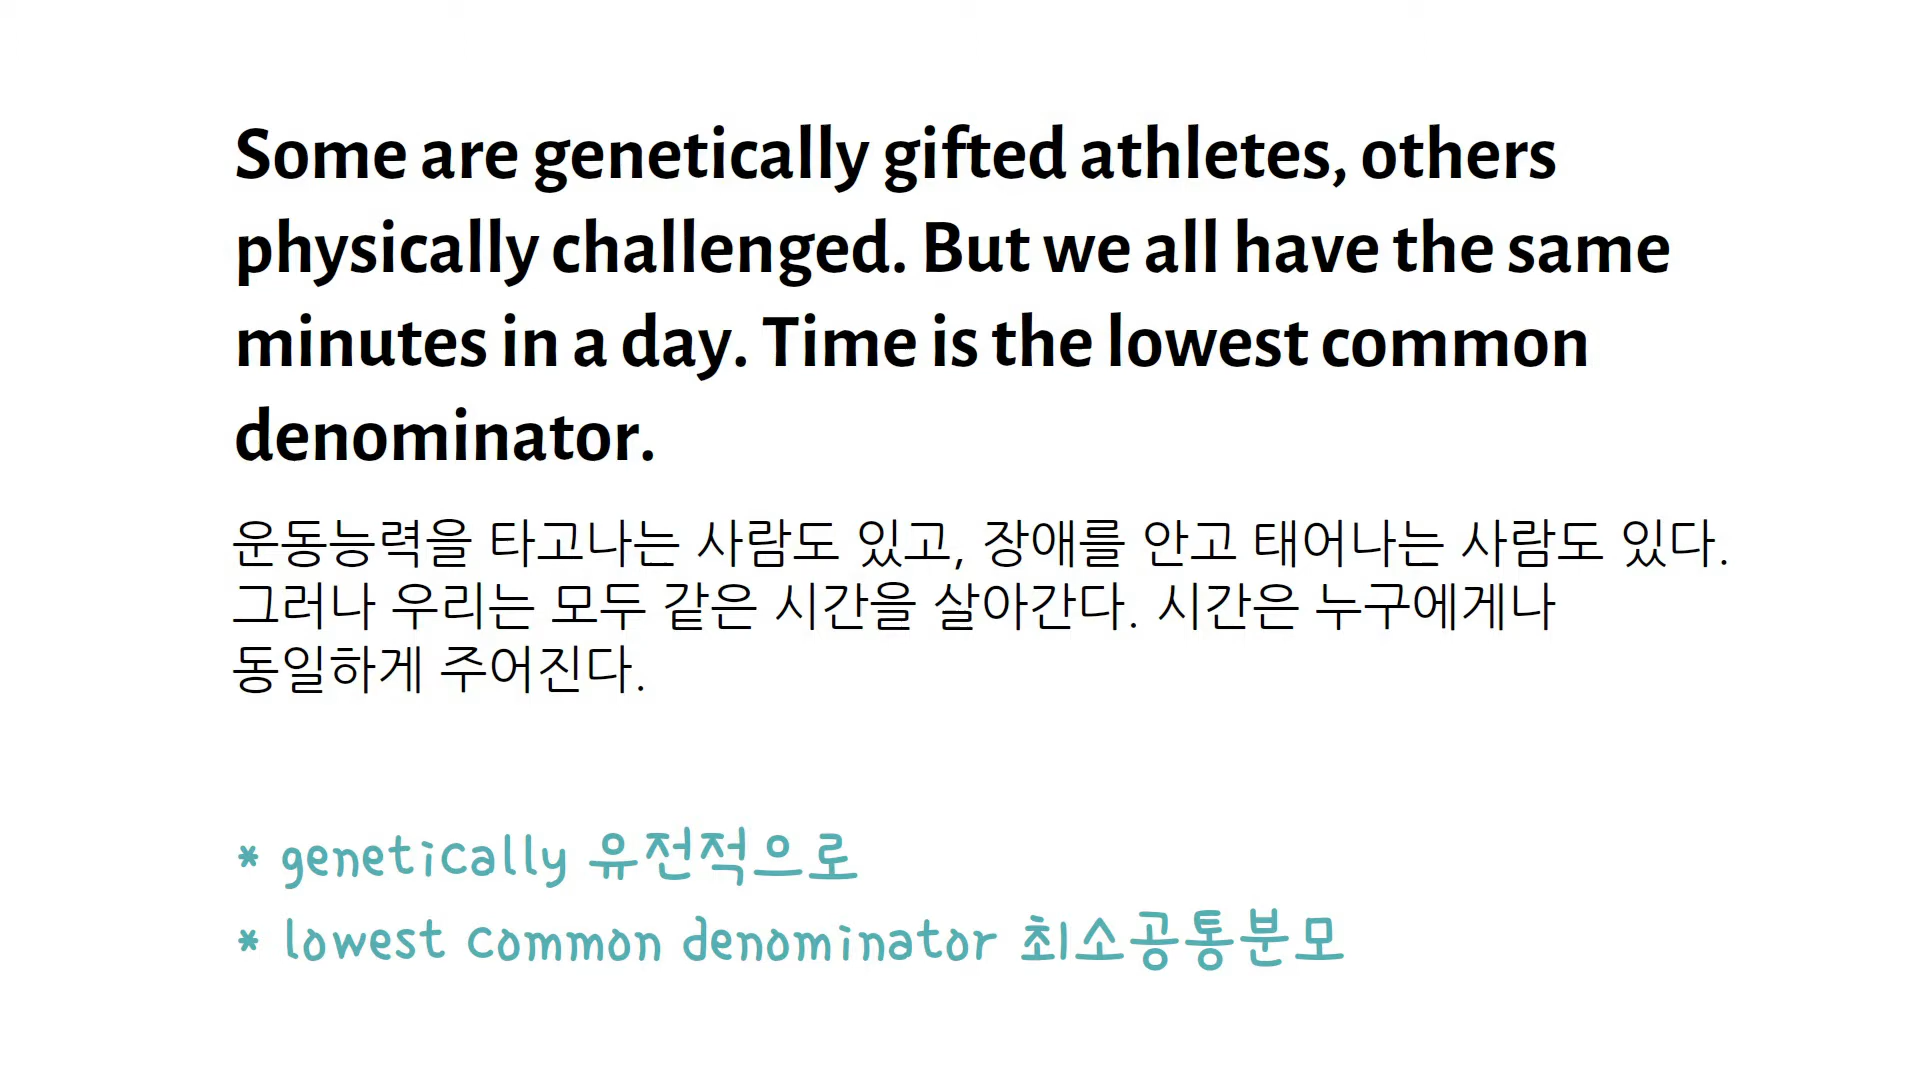 Some are genetically gifted athletes, others
physically challenged. But we all have the same
minutes in a day. Time is the lowest common
denominator.
운동능력을 타고나는 사람도 있고, 장애를 안고 태어나는 사람도 있다.
그러나 우리는 모두 같은 시간을 살아간다. 시간은 누구에게나
동일하게 주어진다.
* genetically 유전적으로
* lowest common denominator 최소공통분모